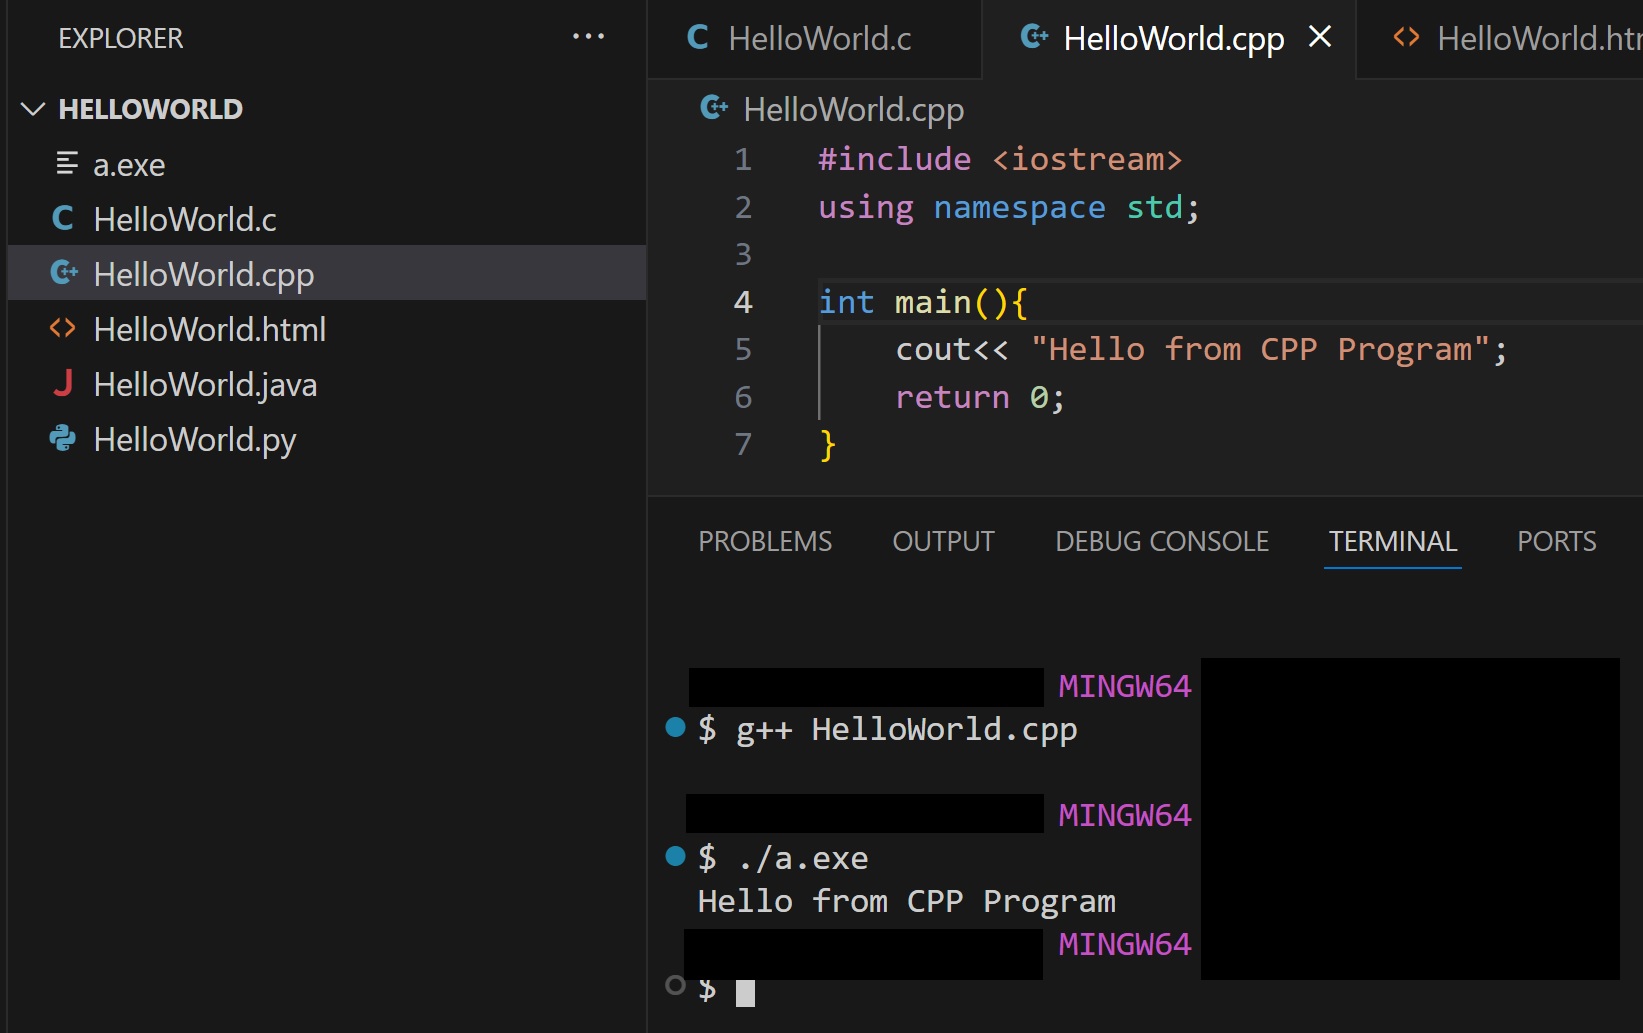 EXPLORER ...
HELLOWORLD
a.exe
C HelloWorld.c
C++ HelloWorld.cpp
<> HelloWorld.html
J HelloWorld.java
HelloWorld.py
C HelloWorld.c C++ HelloWorld.cpp × <> HelloWorld.htm
C++ HelloWorld.cpp
1 #include <iostream>
2 using namespace std;
3
4 int main(){
5 cout<< "Hello from CPP Program";
6 return 0;
7 }
PROBLEMS OUTPUT DEBUG CONSOLE TERMINAL PORTS
MINGW64
$ g++ HelloWorld.cpp
MINGW64
$ ./a.exe
Hello from CPP Program
MINGW64
$